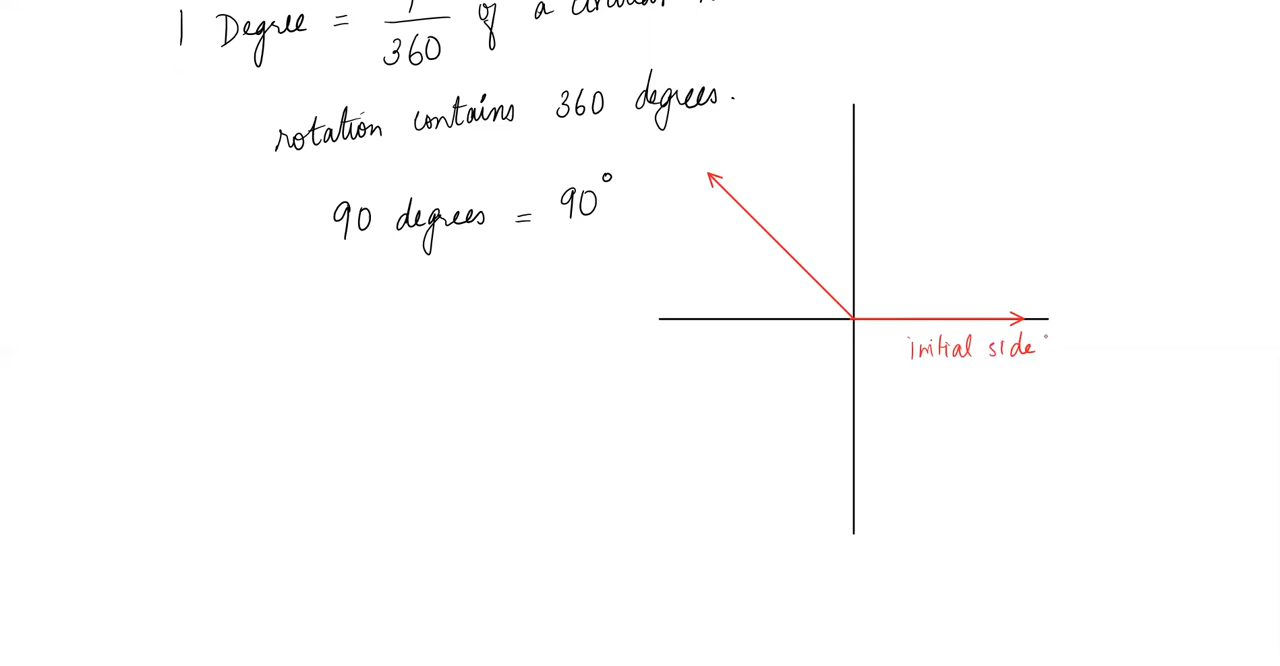 1 Degree = 1/360 of a
rotation contains 360 degrees.
90 degrees = 90°
initial side